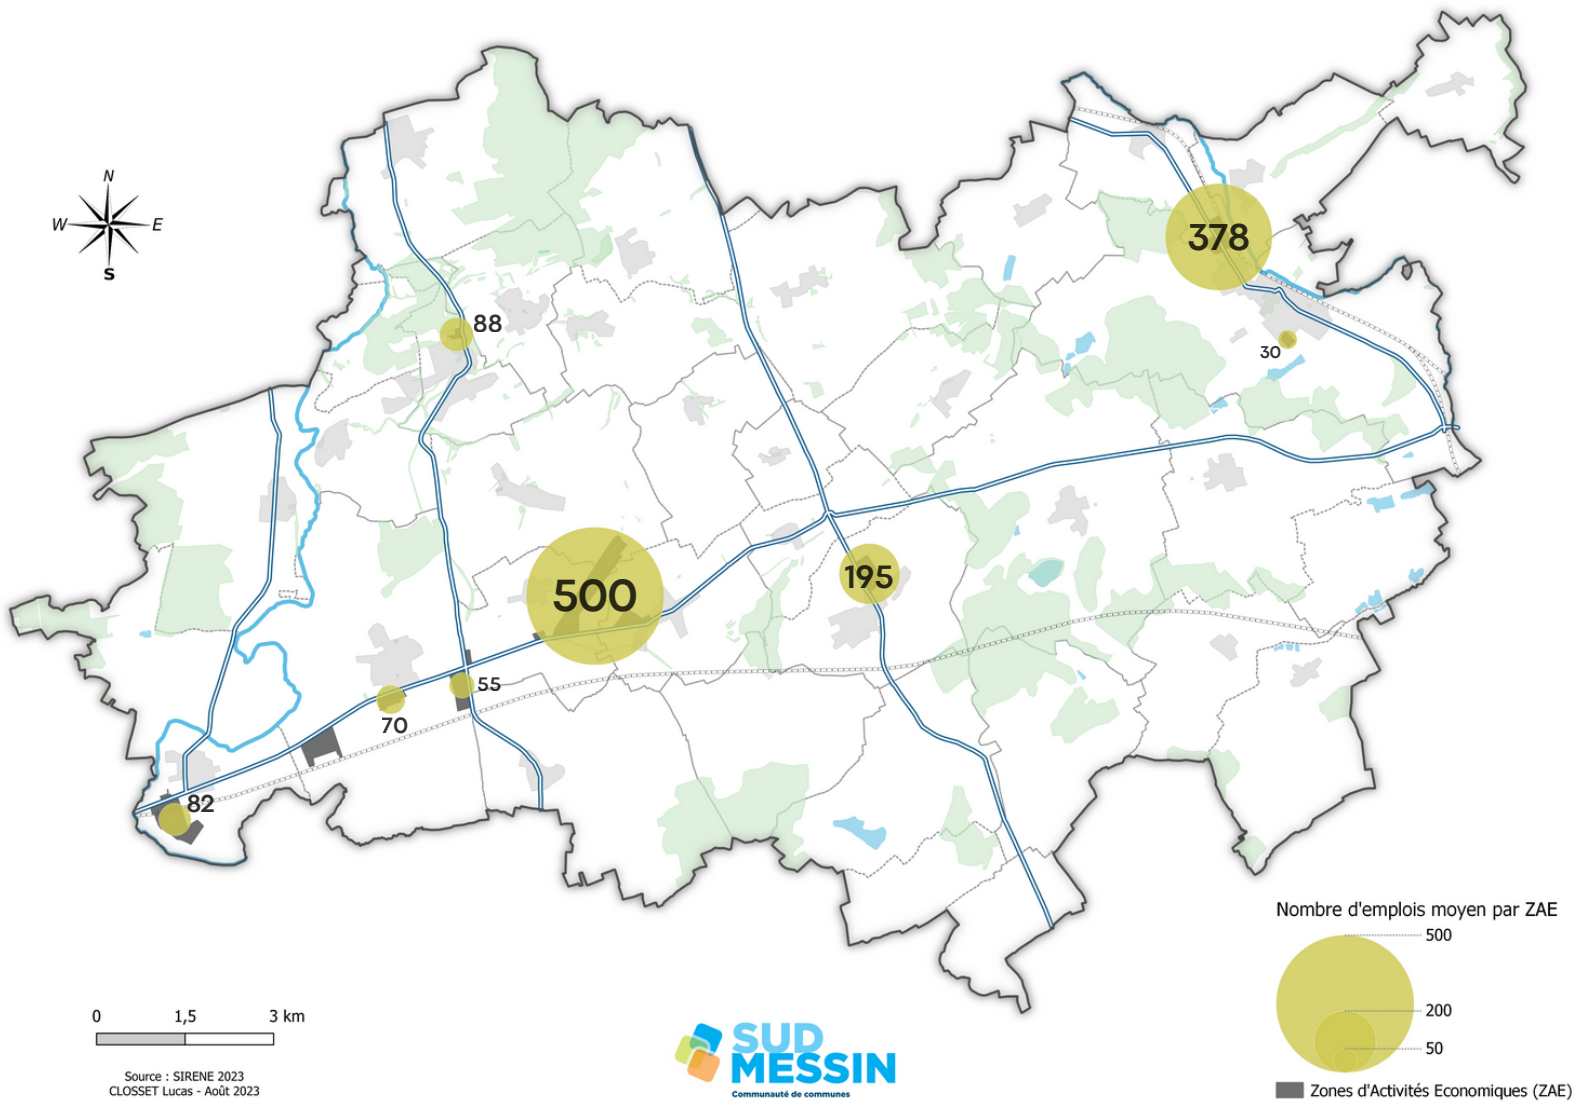 N
W
E
S
378
88
30
500
195
55
70
82
Nombre d'emplois moyen par ZAE
500
200
50
Zones d'Activités Economiques (ZAE)
0 1,5 3 km
Source : SIRENE 2023
CLOSSET Lucas - Août 2023
SUD
MESSIN
Communauté de communes